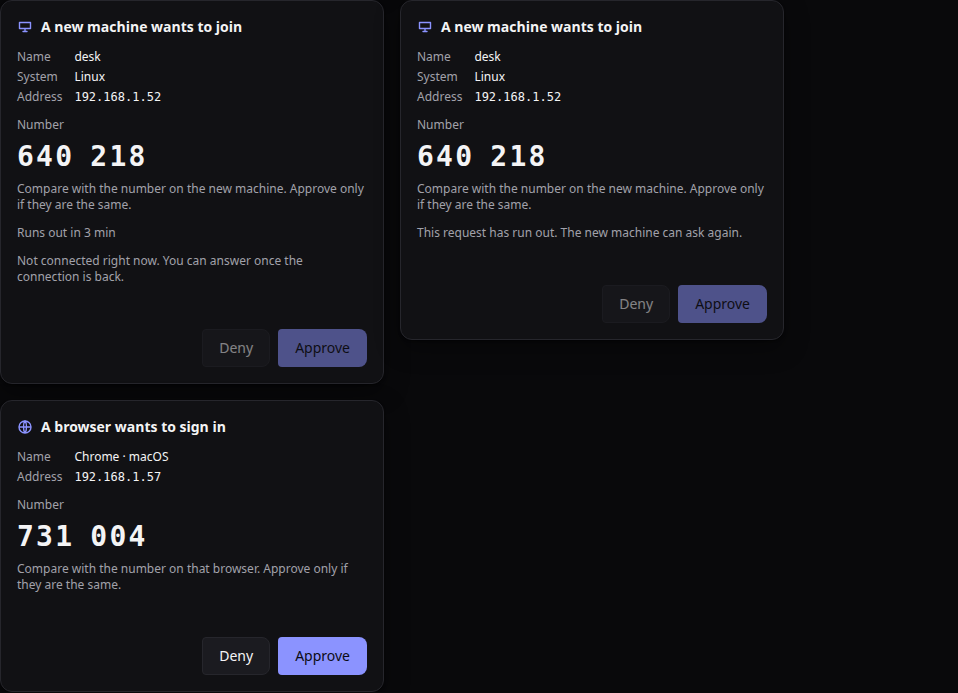 A new machine wants to join
Name desk
System Linux
Address 192.168.1.52
Number
640 218
Compare with the number on the new machine. Approve only
if they are the same.
Runs out in 3 min
Not connected right now. You can answer once the
connection is back.
Deny Approve
A new machine wants to join
Name desk
System Linux
Address 192.168.1.52
Number
640 218
Compare with the number on the new machine. Approve only
if they are the same.
This request has run out. The new machine can ask again.
Deny Approve
A browser wants to sign in
Name Chrome · macOS
Address 192.168.1.57
Number
731 004
Compare with the number on that browser. Approve only if
they are the same.
Deny Approve